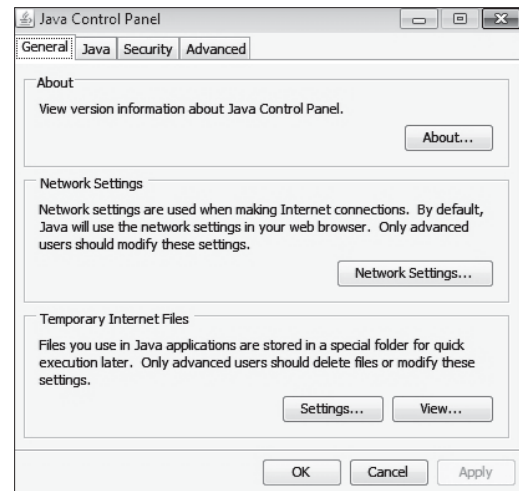 Java Control Panel
General Java Security Advanced
About
View version information about Java Control Panel.
About...
Network Settings
Network settings are used when making Internet connections. By default,
Java will use the network settings in your web browser. Only advanced
users should modify these settings.
Network Settings...
Temporary Internet Files
Files you use in Java applications are stored in a special folder for quick
execution later. Only advanced users should delete files or modify these
settings.
Settings... View...
OK Cancel Apply